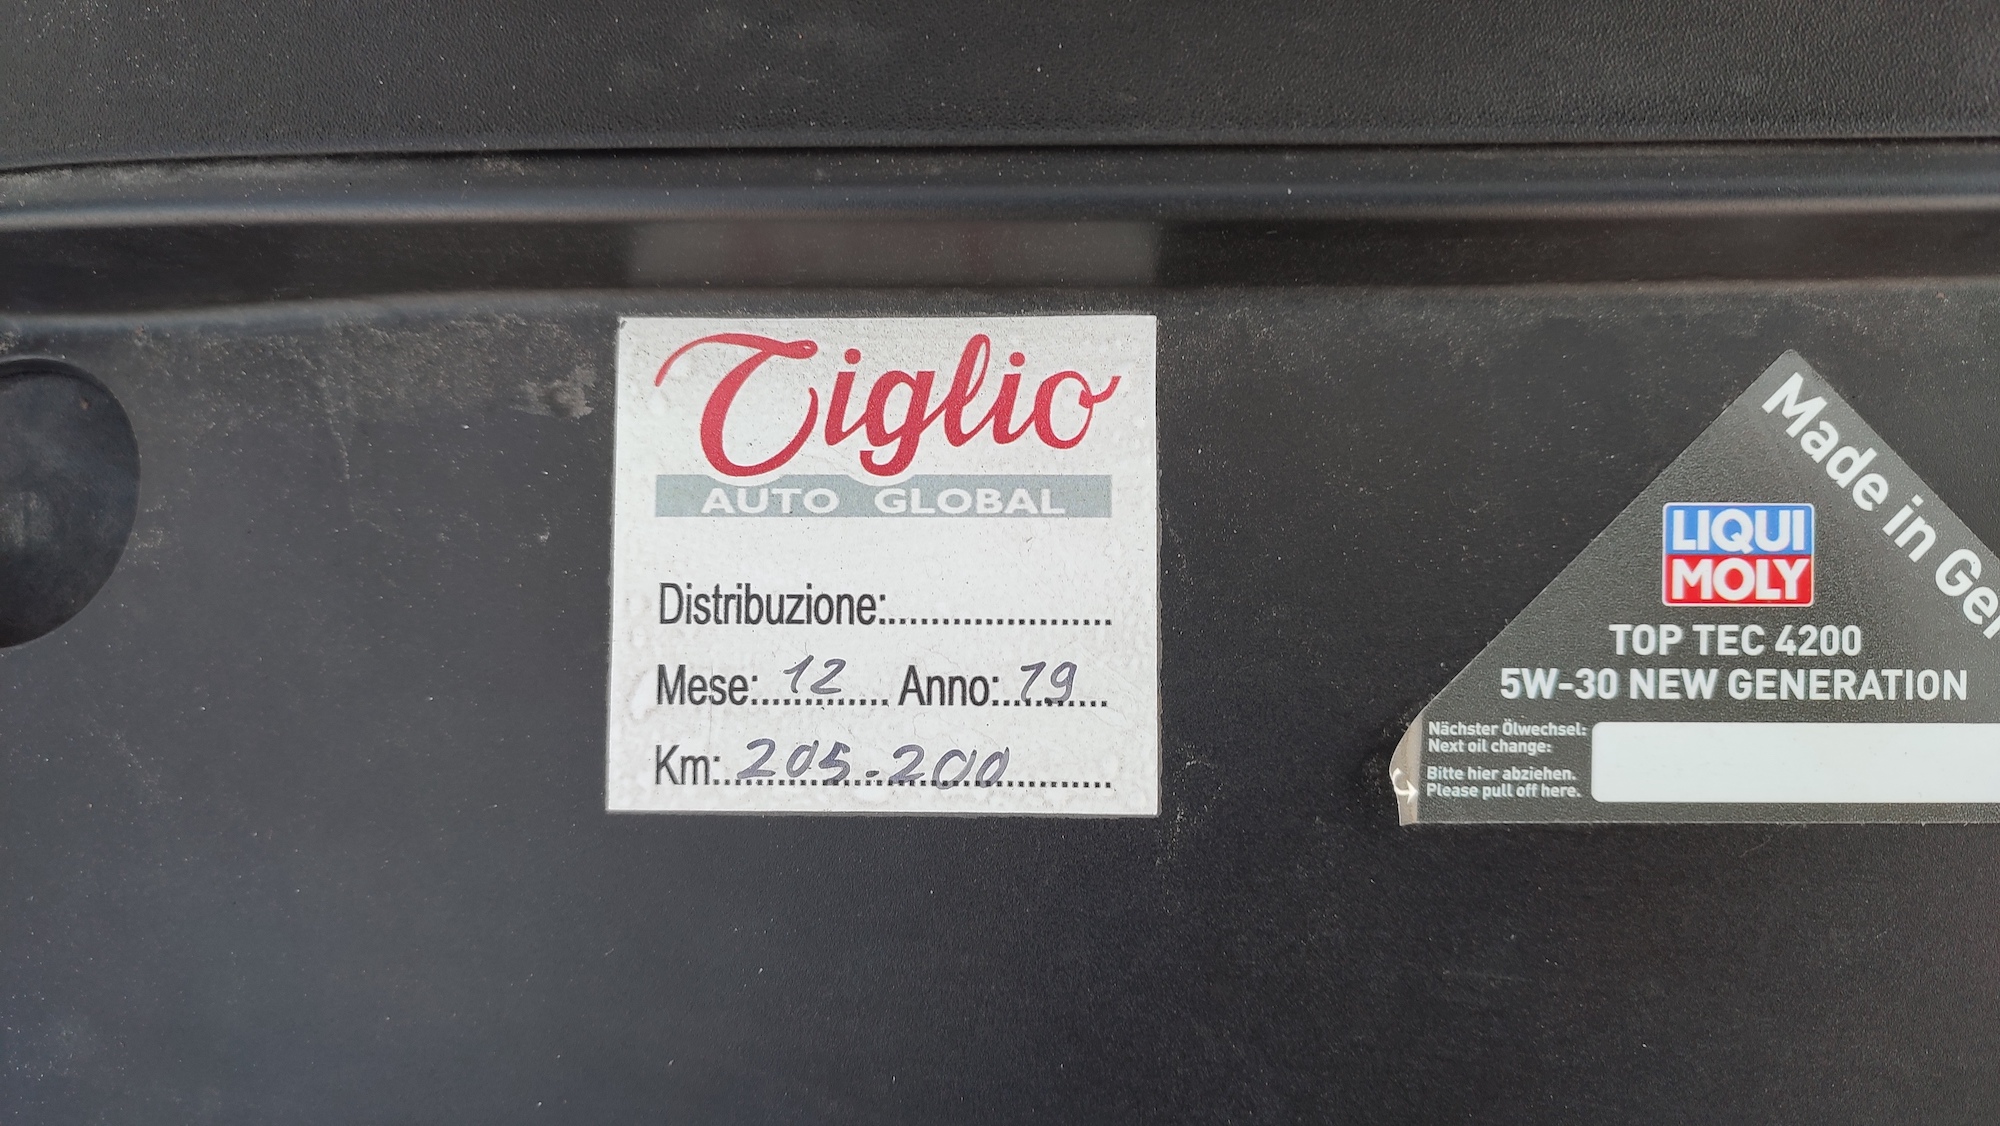 Tiglio
AUTO GLOBAL
Distribuzione:........................
Mese: 12 Anno: 19
Km: 205.200
Made in Ger
LIQUI
MOLY
TOP TEC 4200
5W-30 NEW GENERATION
Nächster Ölwechsel:
Next oil change:
Bitte hier abziehen.
Please pull off here.